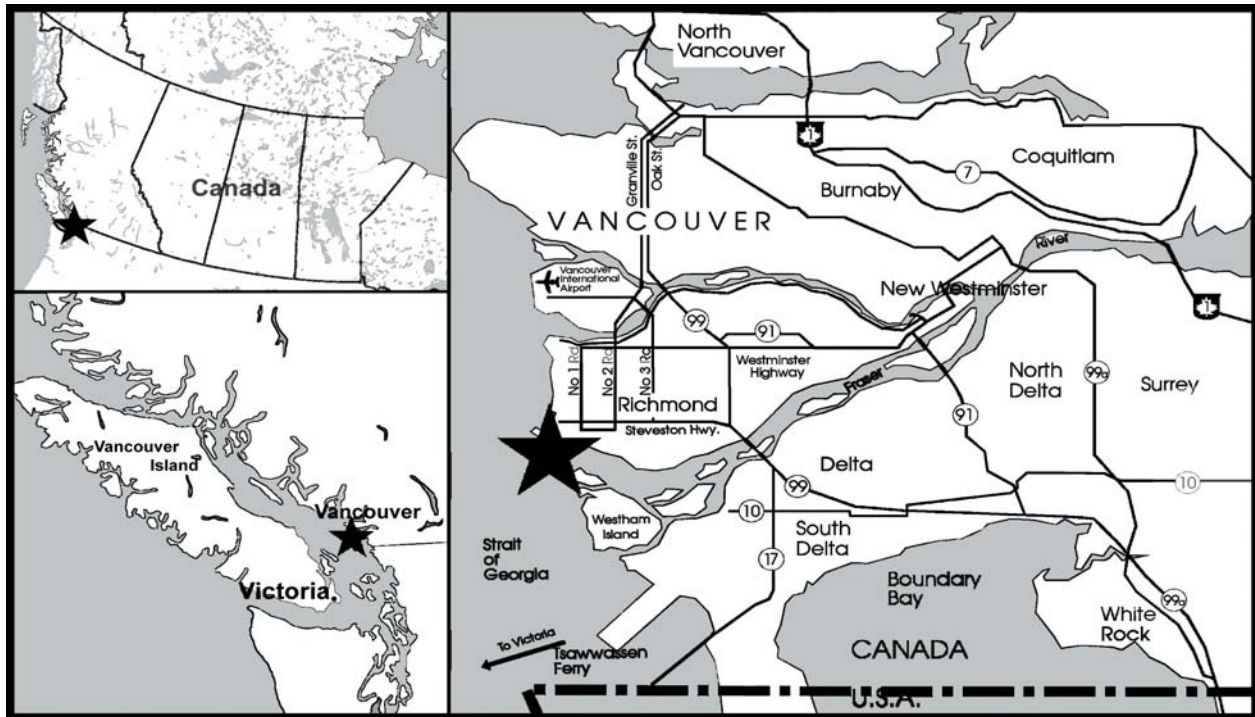 Canada
Vancouver
Island
Vancouver
Victoria
North
Vancouver
Granville St.
Oak St.
1
7
Coquitlam
Burnaby
VANCOUVER
River
Vancouver
International
Airport
New Westminster
1
99
91
Westminster
Highway
No 1 Rd
No 2 Rd
No 3 Rd
Fraser
North
Delta
99a
Surrey
Richmond
Steveston Hwy.
91
Delta
99
10
10
Westham
Island
South
Delta
17
Strait
of
Georgia
Boundary
Bay
99a
White
Rock
To Victoria
Tsawwassen
Ferry
CANADA
U.S.A.